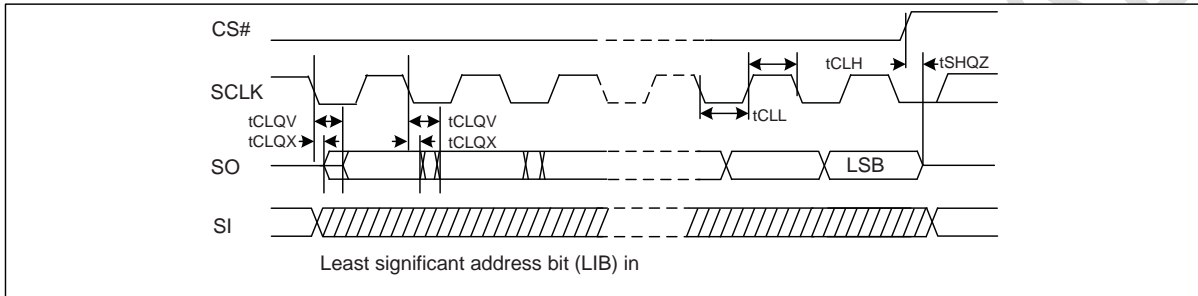 CS#
tCLH
tSHQZ
SCLK
tCLL
tCLQV
tCLQV
tCLQX
tCLQX
SO
LSB
SI
Least significant address bit (LIB) in